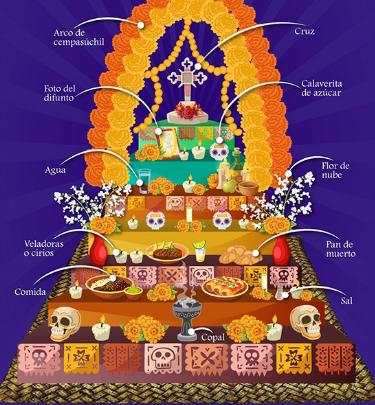 Arco de
cempasúchil
Cruz
Foto del
difunto
Calaverita
de azúcar
Agua
Flor de
nube
Veladoras
o cirios
Pan de
muerto
Comida
Sal
Copal